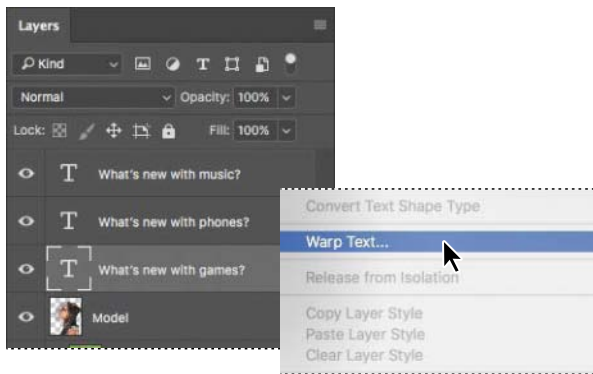 Layers
Kind
T
Normal Opacity: 100%
Lock: Fill: 100%
T What's new with music?
T What's new with phones?
T What's new with games?
Model
Convert Text Shape Type
Warp Text...
Release from Isolation
Copy Layer Style
Paste Layer Style
Clear Layer Style